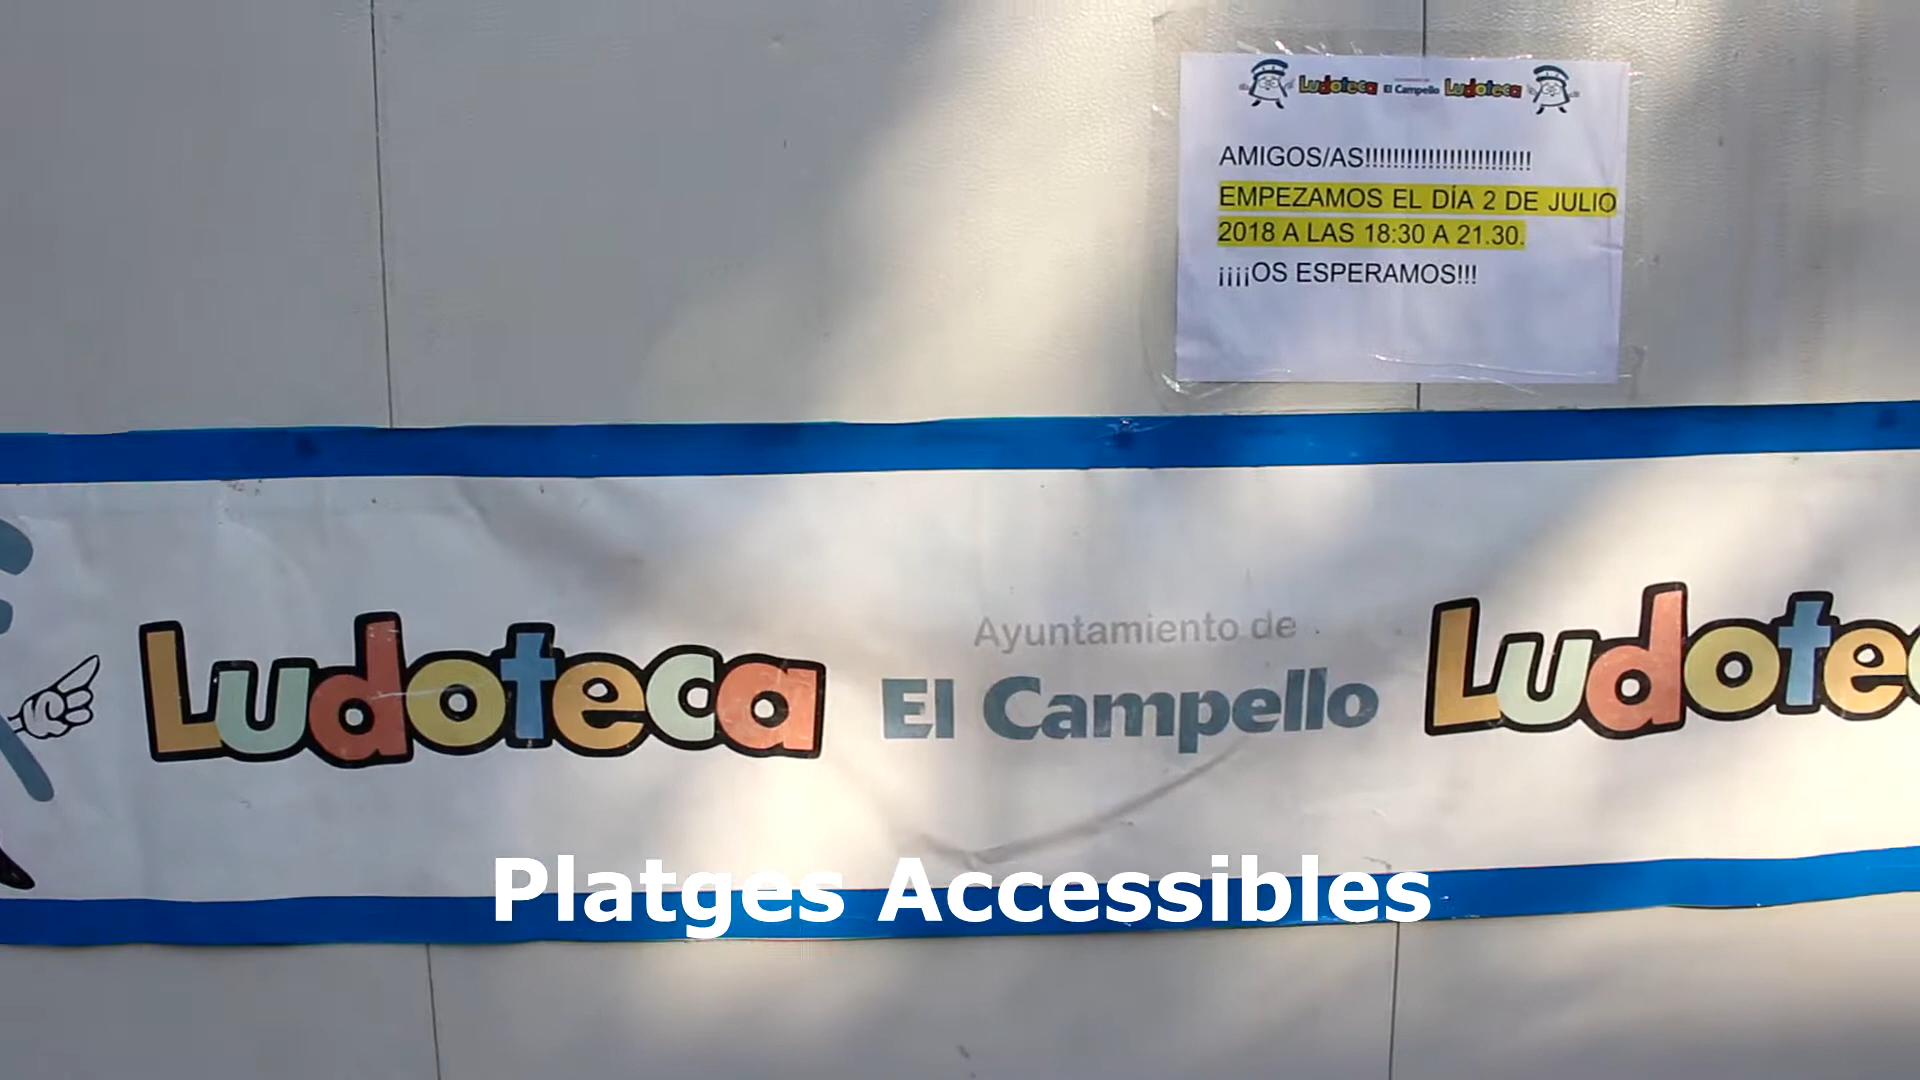 Ludoteca El Campello Ludoteca
AMIGOS/AS!!!!!!!!!!!!!!!!!!!!!!!!
EMPEZAMOS EL DÍA 2 DE JULIO
2018 A LAS 18:30 A 21.30.
¡¡¡¡OS ESPERAMOS!!!
Ludoteca
Ayuntamiento de
El Campello
Ludote
Platges Accessibles